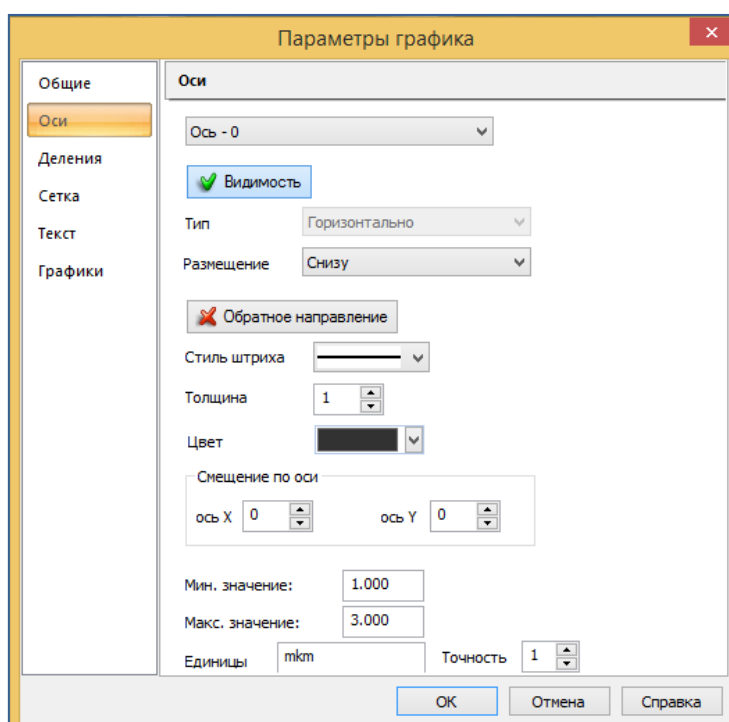 Параметры графика
Общие
Оси
Деления
Сетка
Текст
Графики
Оси
Ось - 0
Видимость
Тип Горизонтально
Размещение Снизу
Обратное направление
Стиль штриха
Толщина 1
Цвет
Смещение по оси
ось X 0 ось Y 0
Мин. значение: 1.000
Макс. значение: 3.000
Единицы mkm Точность 1
ОК Отмена Справка